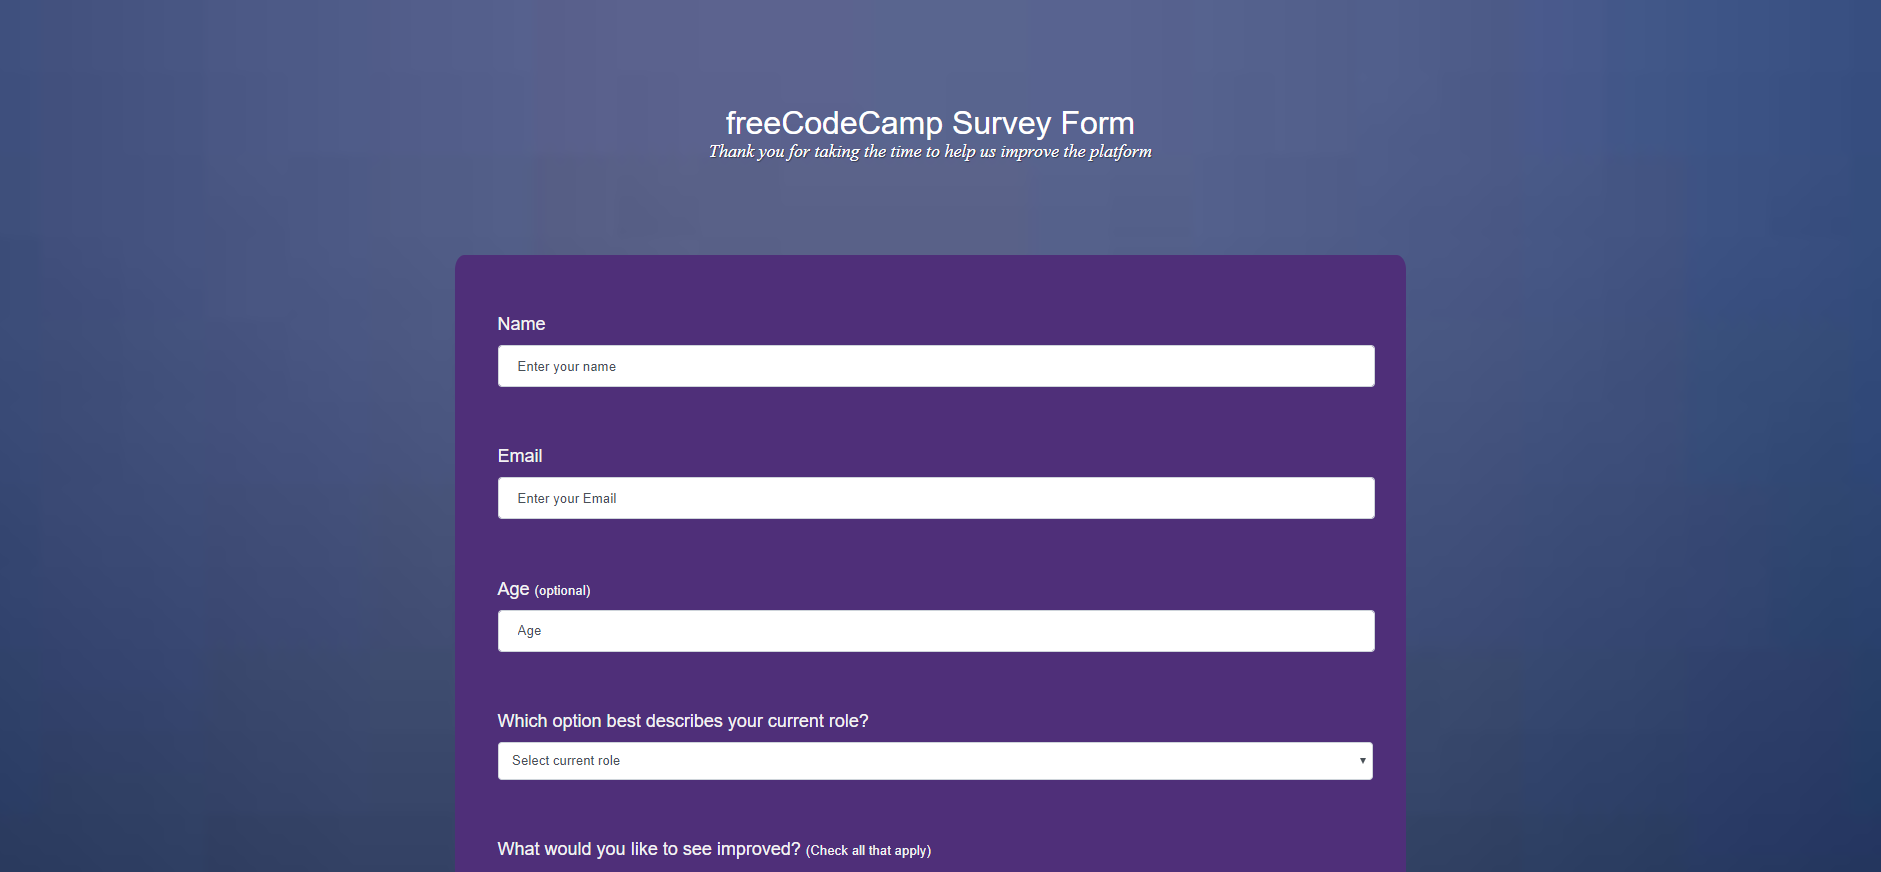 freeCodeCamp Survey Form
Thank you for taking the time to help us improve the platform
Name
Enter your name
Email
Enter your Email
Age (optional)
Age
Which option best describes your current role?
Select current role
What would you like to see improved? (Check all that apply)